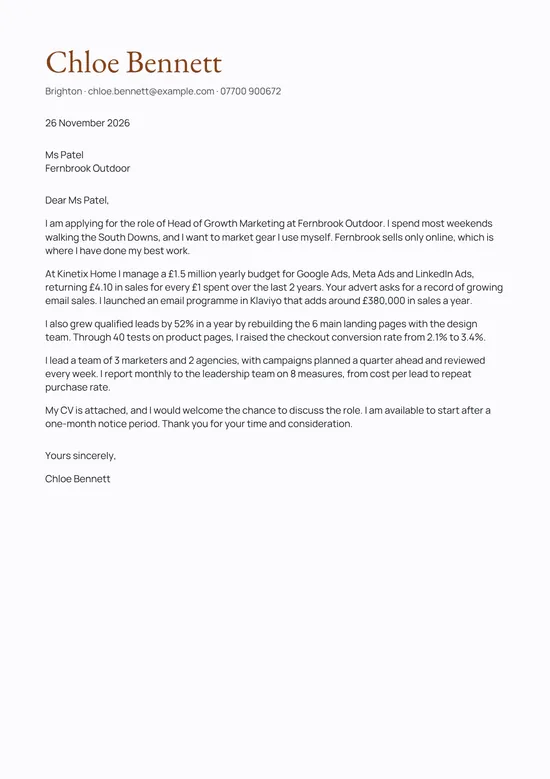 Chloe Bennett
Brighton · chloe.bennett@example.com · 07700 900672
26 November 2026
Ms Patel
Fernbrook Outdoor
Dear Ms Patel,
I am applying for the role of Head of Growth Marketing at Fernbrook Outdoor. I spend most weekends
walking the South Downs, and I want to market gear I use myself. Fernbrook sells only online, which is
where I have done my best work.
At Kinetix Home I manage a £1.5 million yearly budget for Google Ads, Meta Ads and LinkedIn Ads,
returning £4.10 in sales for every £1 spent over the last 2 years. Your advert asks for a record of growing
email sales. I launched an email programme in Klaviyo that adds around £380,000 in sales a year.
I also grew qualified leads by 52% in a year by rebuilding the 6 main landing pages with the design
team. Through 40 tests on product pages, I raised the checkout conversion rate from 2.1% to 3.4%.
I lead a team of 3 marketers and 2 agencies, with campaigns planned a quarter ahead and reviewed
every week. I report monthly to the leadership team on 8 measures, from cost per lead to repeat
purchase rate.
My CV is attached, and I would welcome the chance to discuss the role. I am available to start after a
one-month notice period. Thank you for your time and consideration.
Yours sincerely,
Chloe Bennett